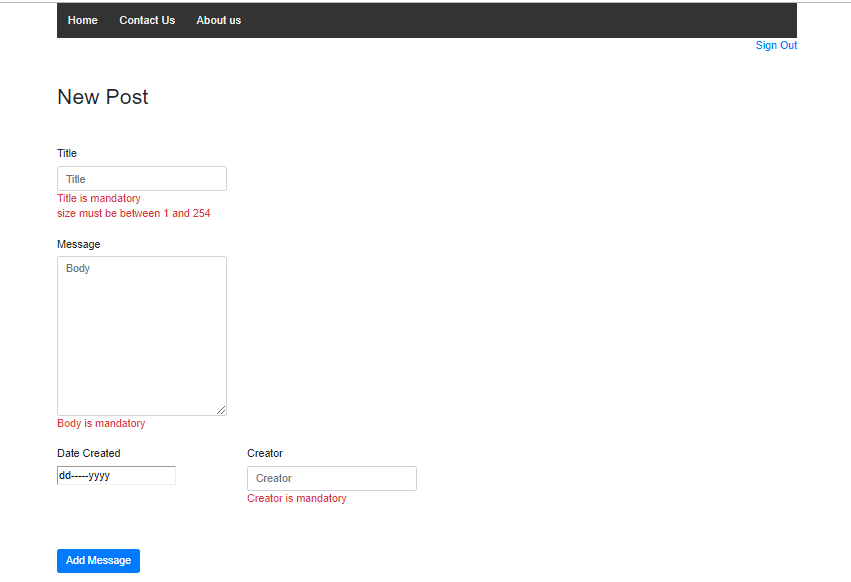 Home Contact Us About us
Sign Out
New Post
Title
Title
Title is mandatory
size must be between 1 and 254
Message
Body
Body is mandatory
Date Created Creator
dd-----yyyy Creator
Creator is mandatory
Add Message